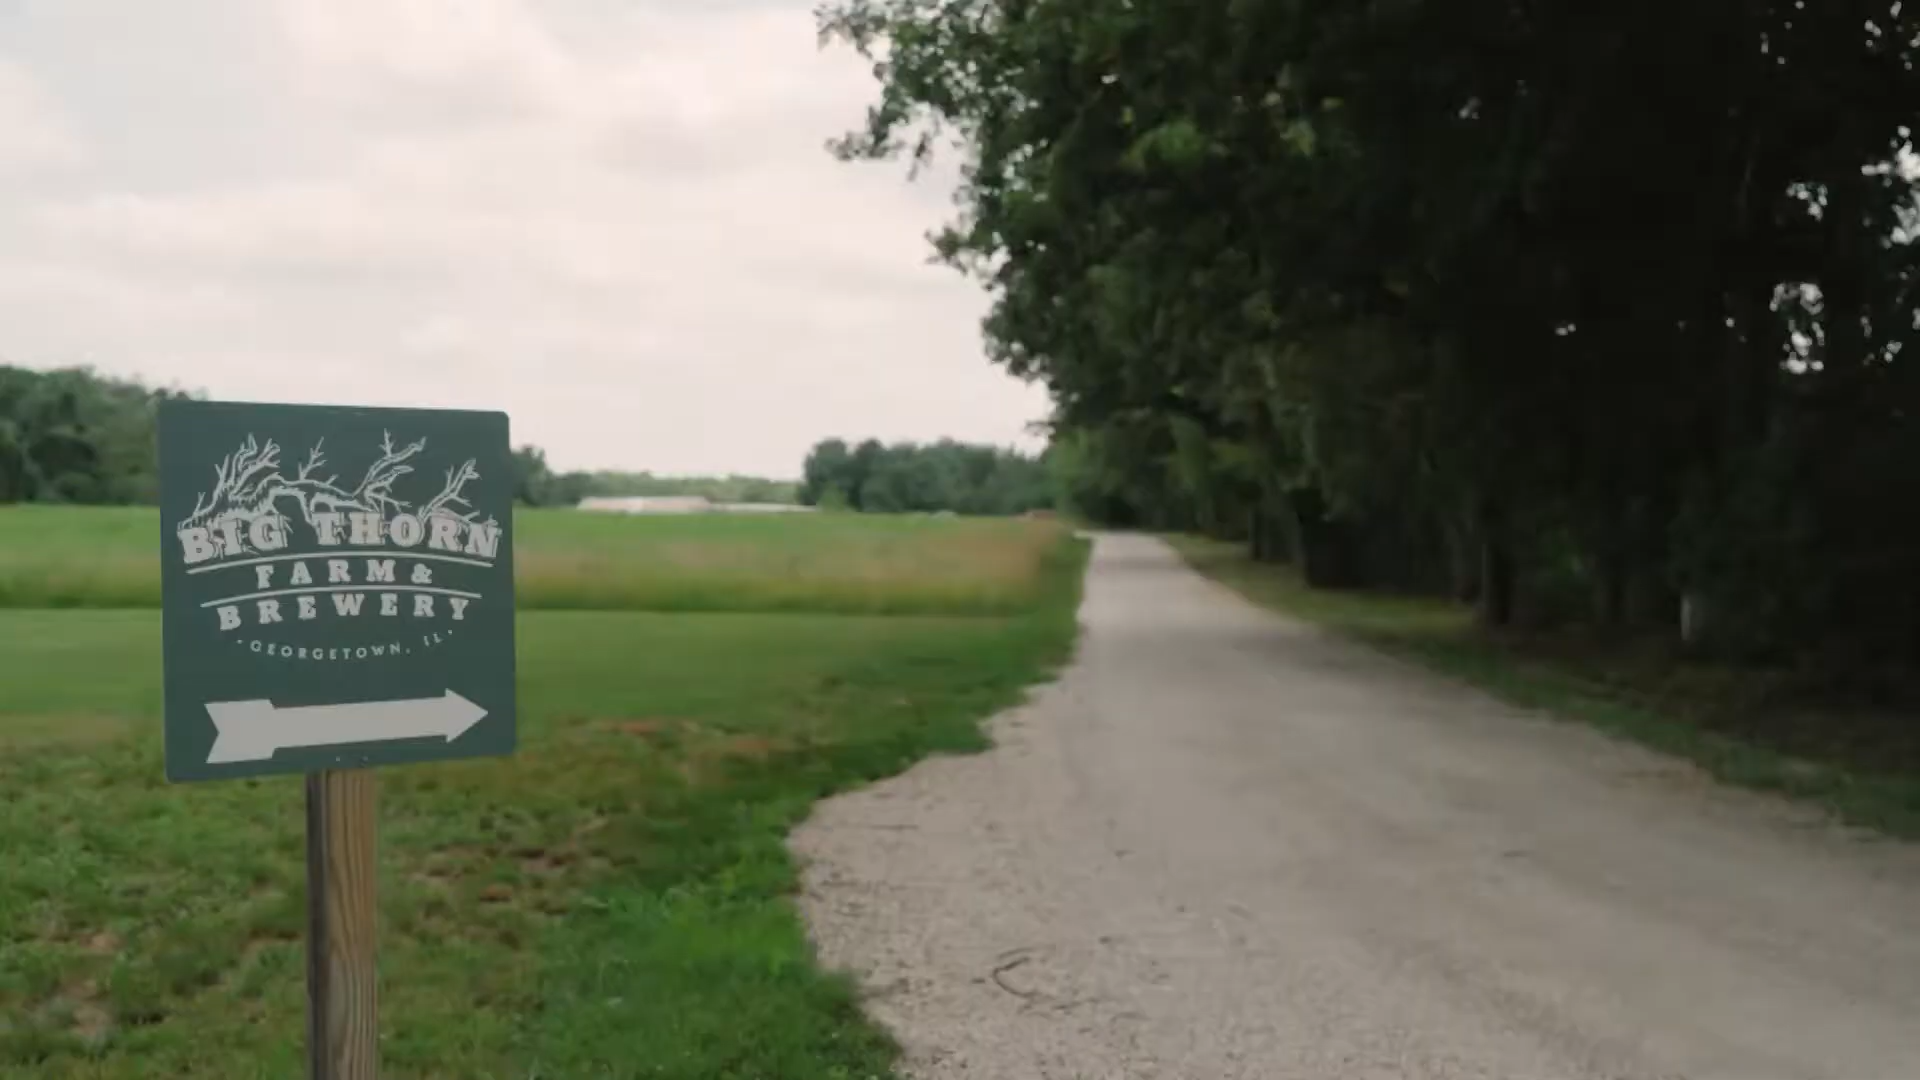 BIG THORN
FARM &
BREWERY
• GEORGETOWN, IL •